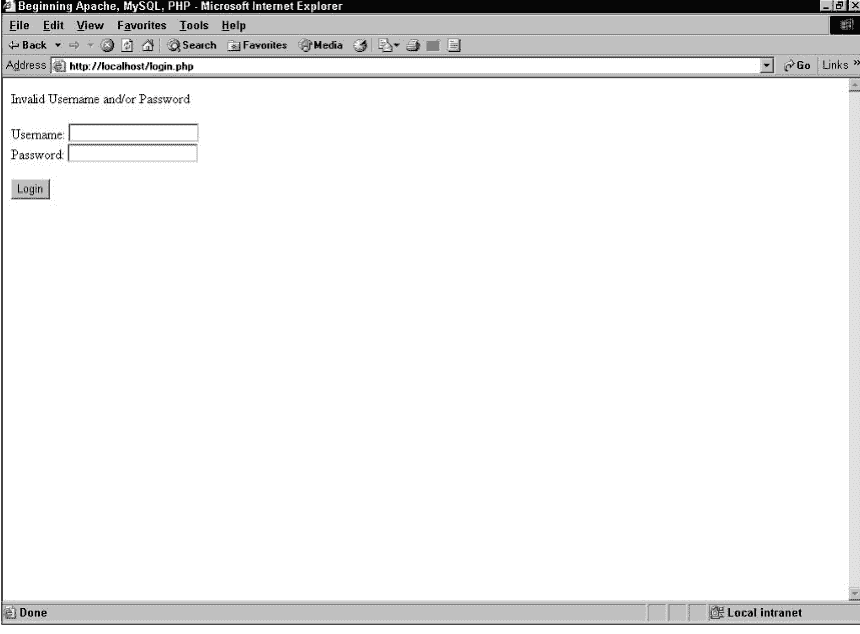 Beginning Apache, MySQL, PHP - Microsoft Internet Explorer
File Edit View Favorites Tools Help
Back Search Favorites Media
Address http://localhost/login.php Go Links »
Invalid Username and/or Password
Username:
Password:
Login
Done Local intranet